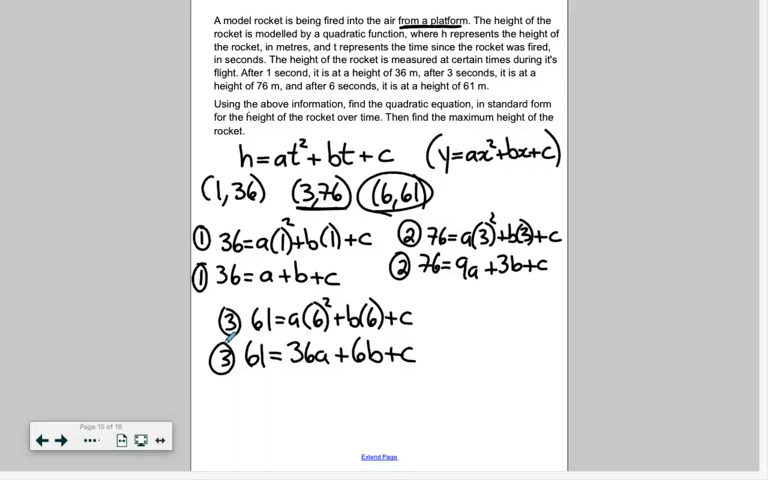 A model rocket is being fired into the air from a platform. The height of the
rocket is modelled by a quadratic function, where h represents the height of
the rocket, in metres, and t represents the time since the rocket was fired,
in seconds. The height of the rocket is measured at certain times during it's
flight. After 1 second, it is at a height of 36 m, after 3 seconds, it is at a
height of 76 m, and after 6 seconds, it is at a height of 61 m.
Using the above information, find the quadratic equation, in standard form
for the height of the rocket over time. Then find the maximum height of the
rocket.
h=at²+bt+c (y=ax²+bx+c)
(1,36) (3,76) (6,61)
① 36=a(1)²+b(1)+c ② 76=a(3)²+b(3)+c
① 36=a+b+c ② 76=9a+3b+c
③ 61=a(6)²+b(6)+c
③ 61=36a+6b+c
Page 15 of 16
Extend Page